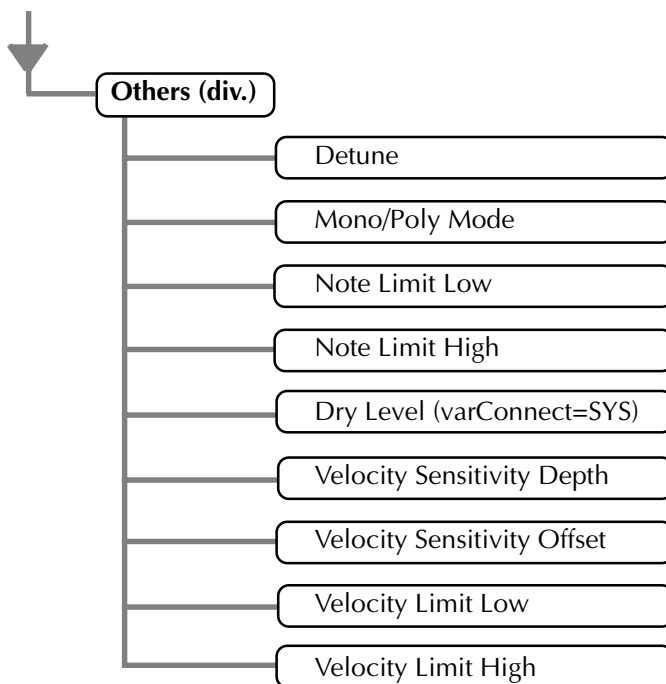 Others (div.)
Detune
Mono/Poly Mode
Note Limit Low
Note Limit High
Dry Level (varConnect=SYS)
Velocity Sensitivity Depth
Velocity Sensitivity Offset
Velocity Limit Low
Velocity Limit High